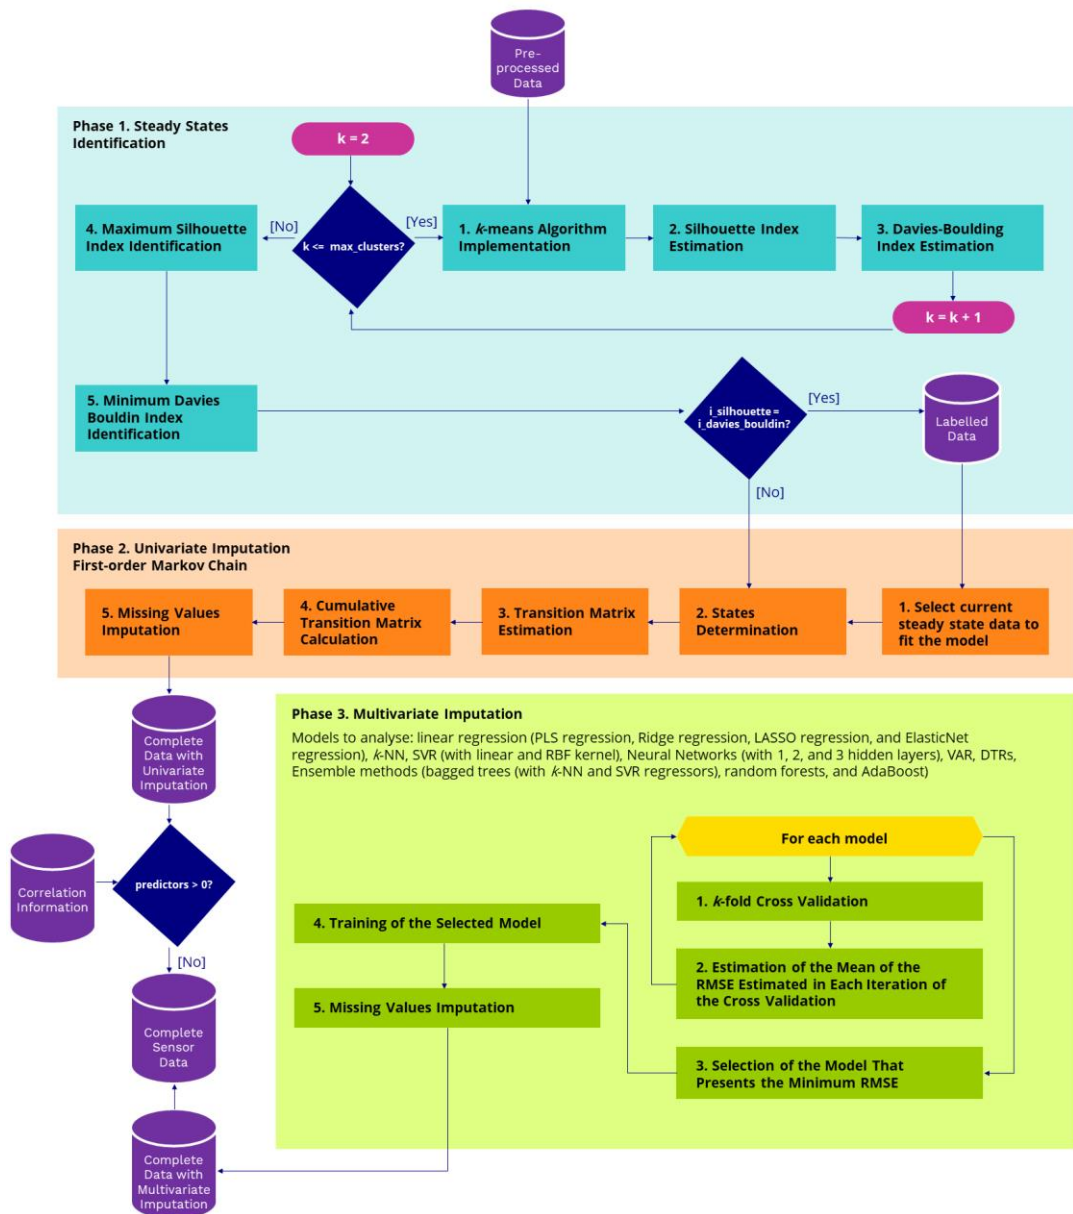 Pre-
processed
Data
Phase 1. Steady States
Identification
k = 2
[No]
[Yes]
4. Maximum Silhouette
Index Identification
k <= max_clusters?
1. k-means Algorithm
Implementation
2. Silhouette Index
Estimation
3. Davies-Boulding
Index Estimation
k = k + 1
5. Minimum Davies
Bouldin Index
Identification
i_silhouette =
i_davies_bouldin?
[Yes]
Labelled
Data
[No]
Phase 2. Univariate Imputation
First-order Markov Chain
5. Missing Values
Imputation
4. Cumulative
Transition Matrix
Calculation
3. Transition Matrix
Estimation
2. States
Determination
1. Select current
steady state data to
fit the model
Complete
Data with
Univariate
Imputation
Phase 3. Multivariate Imputation
Models to analyse: linear regression (PLS regression, Ridge regression, LASSO regression, and ElasticNet
regression), k-NN, SVR (with linear and RBF kernel), Neural Networks (with 1, 2, and 3 hidden layers), VAR, DTRs,
Ensemble methods (bagged trees (with k-NN and SVR regressors), random forests, and AdaBoost)
For each model
Correlation
Information
predictors > 0?
1. k-fold Cross Validation
4. Training of the Selected Model
[No]
2. Estimation of the Mean of the
RMSE Estimated in Each Iteration of
the Cross Validation
5. Missing Values Imputation
Complete
Sensor
Data
3. Selection of the Model That
Presents the Minimum RMSE
Complete
Data with
Multivariate
Imputation